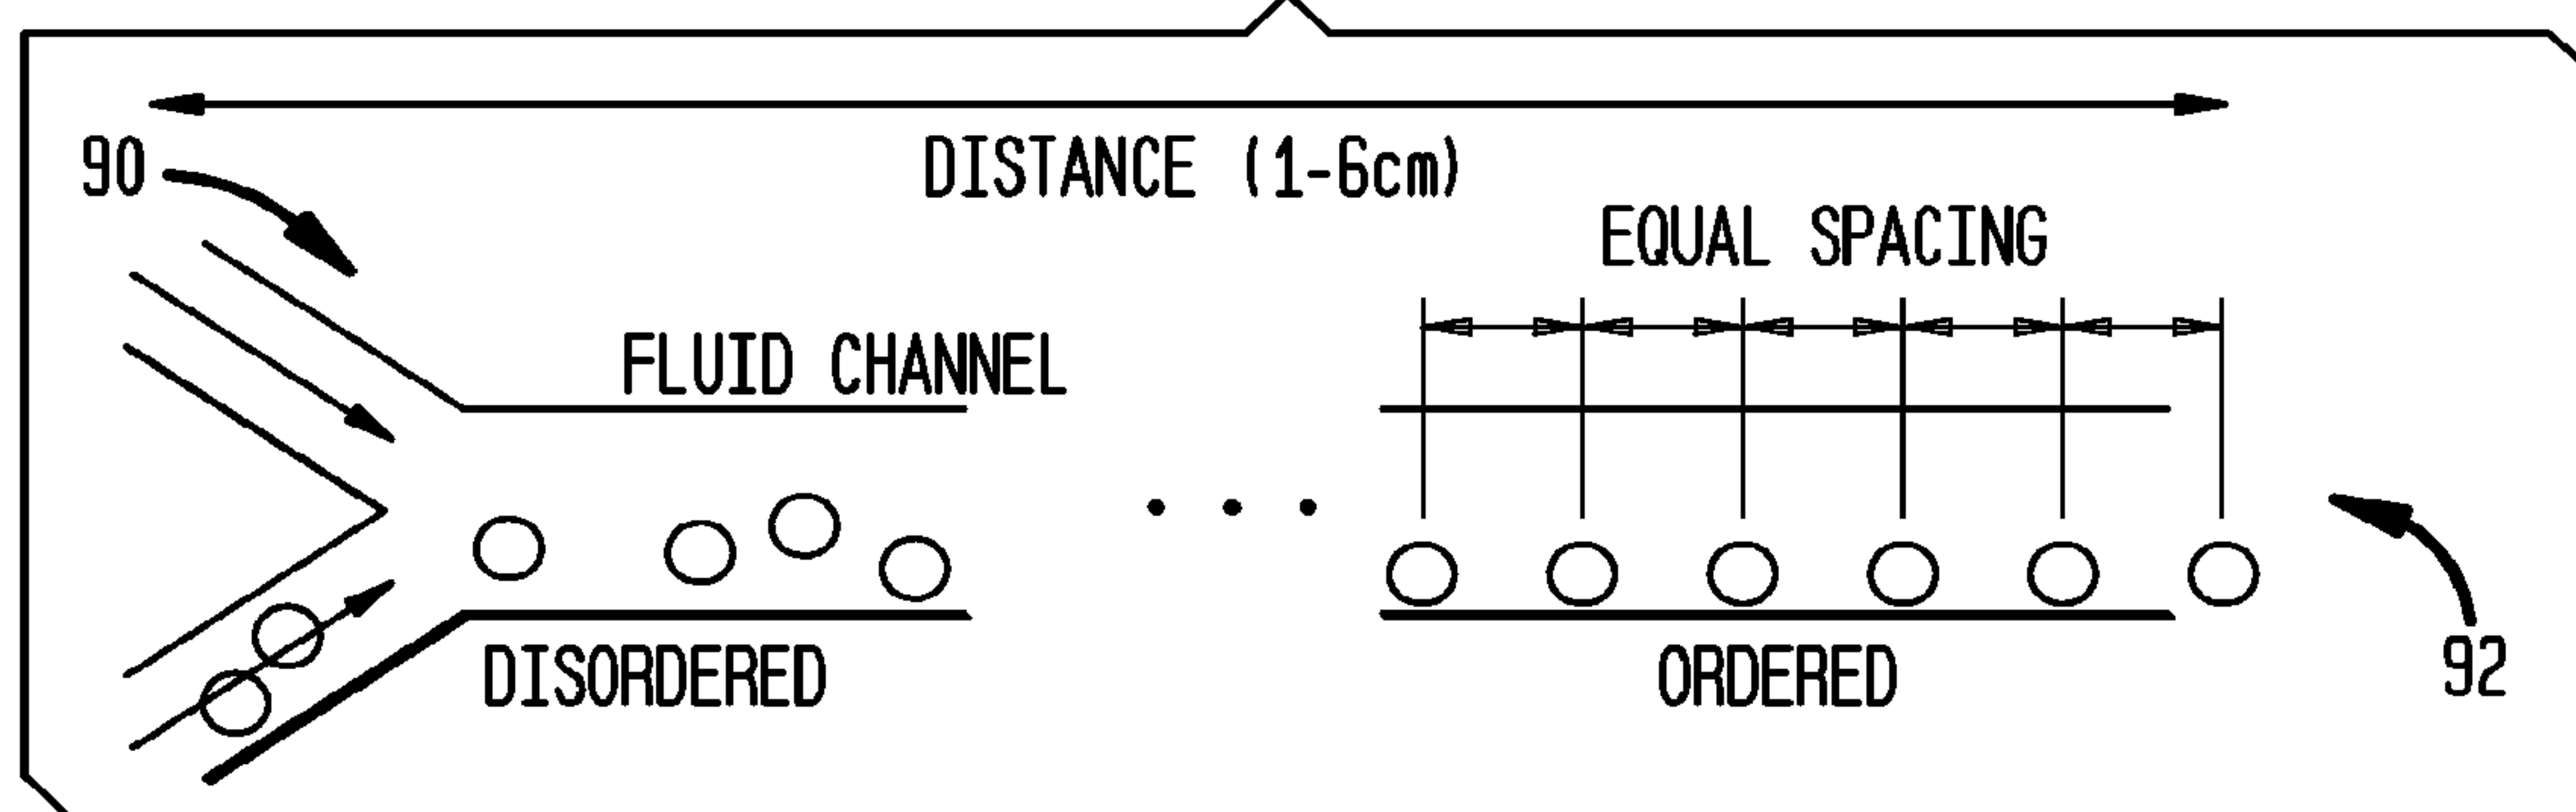 DISTANCE (1-6cm)
90
EQUAL SPACING
FLUID CHANNEL
DISORDERED
ORDERED
92